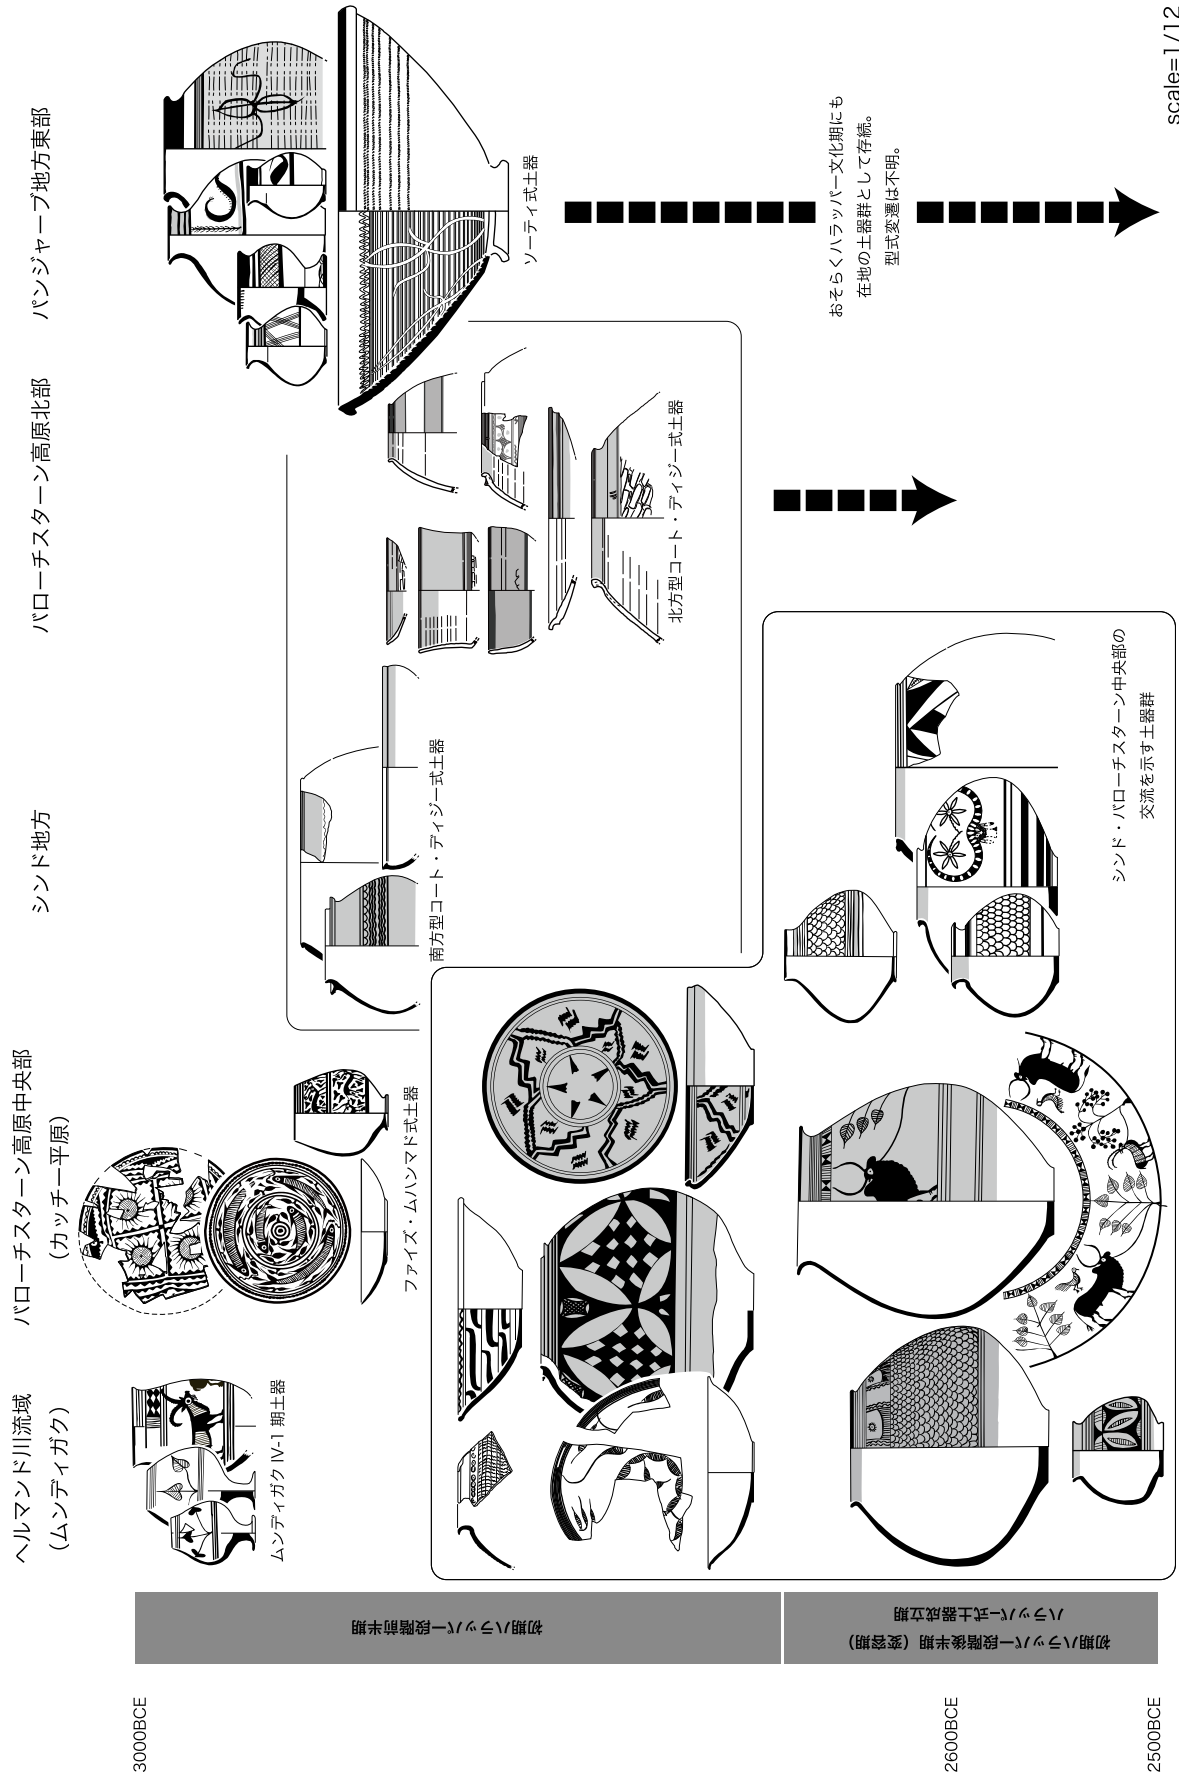 ヘルマンド川流域
(ムンディガク)
バローチスターン高原中央部
(カッチー平原)
シンド地方
バローチスターン高原北部
パンジャーブ地方東部
3000BCE
2600BCE
2500BCE
初期ハラッパー段階前半期
初期ハラッパー段階後半期(変容期)
ハラッパー式土器成立期
ムンディガク IV-1 期土器
ファイズ・ムハンマド式土器
南方型コート・ディジー式土器
北方型コート・ディジー式土器
ソーティ式土器
おそらくハラッパー文化期にも
在地の土器群として存続。
型式変遷は不明。
シンド・バローチスターン中央部の
交流を示す土器群
scale=1/12